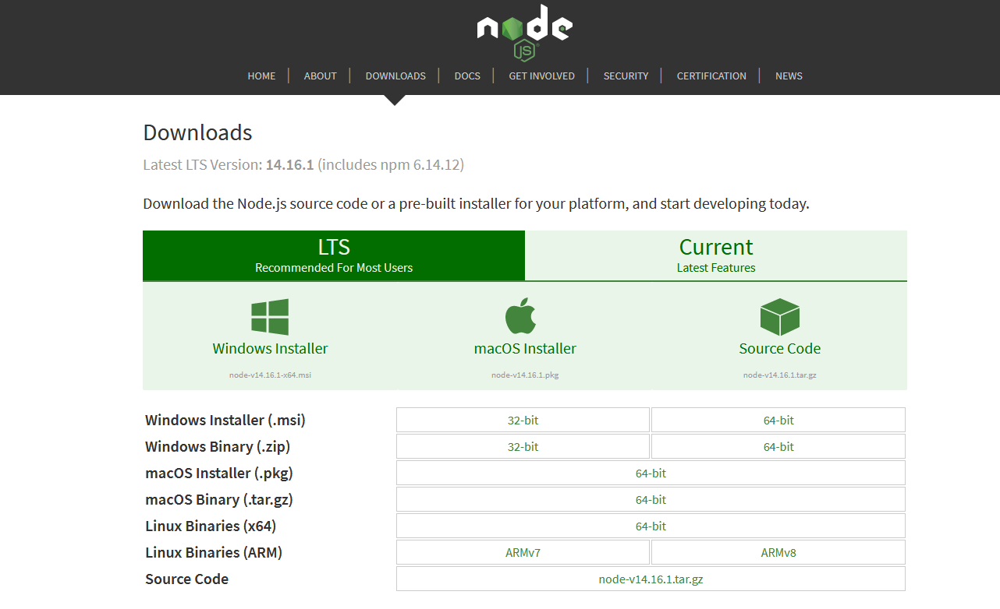 node
JS
HOME | ABOUT | DOWNLOADS | DOCS | GET INVOLVED | SECURITY | CERTIFICATION | NEWS
Downloads
Latest LTS Version: 14.16.1 (includes npm 6.14.12)
Download the Node.js source code or a pre-built installer for your platform, and start developing today.
LTS Current
Recommended For Most Users Latest Features
Windows Installer macOS Installer Source Code
node-v14.16.1-x64.msi node-v14.16.1.pkg node-v14.16.1.tar.gz
Windows Installer (.msi) 32-bit 64-bit
Windows Binary (.zip) 32-bit 64-bit
macOS Installer (.pkg) 64-bit
macOS Binary (.tar.gz) 64-bit
Linux Binaries (x64) 64-bit
Linux Binaries (ARM) ARMv7 ARMv8
Source Code node-v14.16.1.tar.gz